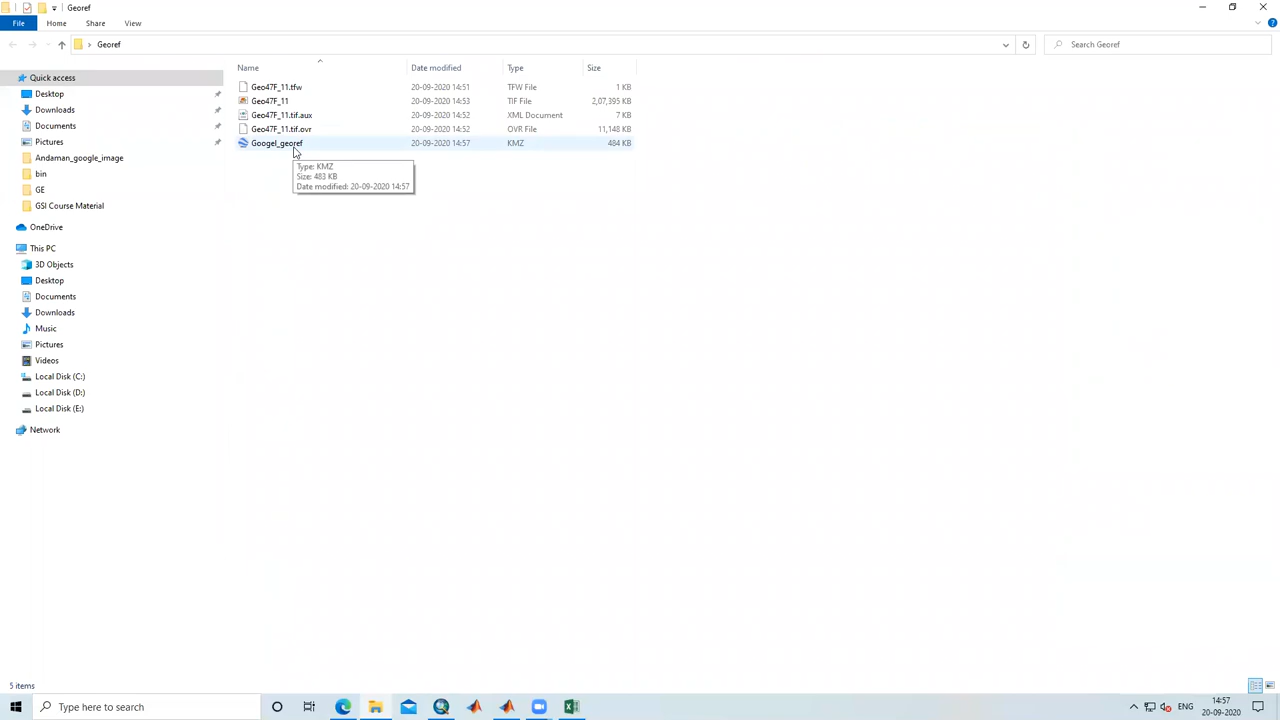 Georef
File Home Share View
Georef
Search Georef
Name Date modified Type Size
Quick access
Desktop
Downloads
Documents
Pictures
Andaman_google_image
bin
GE
GSI Course Material
OneDrive
This PC
3D Objects
Desktop
Documents
Downloads
Music
Pictures
Videos
Local Disk (C:)
Local Disk (D:)
Local Disk (E:)
Network
Geo47F_11.tfw 20-09-2020 14:51 TFW File 1 KB
Geo47F_11 20-09-2020 14:53 TIF File 2,07,395 KB
Geo47F_11.tif.aux 20-09-2020 14:52 XML Document 7 KB
Geo47F_11.tif.ovr 20-09-2020 14:52 OVR File 11,148 KB
Googel_georef 20-09-2020 14:57 KMZ 484 KB
Type: KMZ
Size: 483 KB
Date modified: 20-09-2020 14:57
5 items
Type here to search
ENG
14:57
20-09-2020